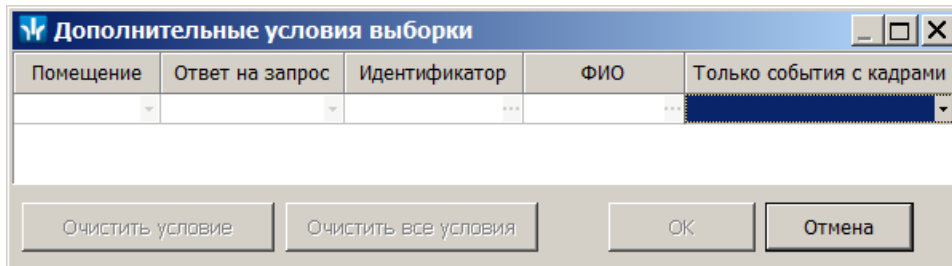 Дополнительные условия выборки
Помещение Ответ на запрос Идентификатор ФИО Только события с кадрами
Очистить условие Очистить все условия OK Отмена